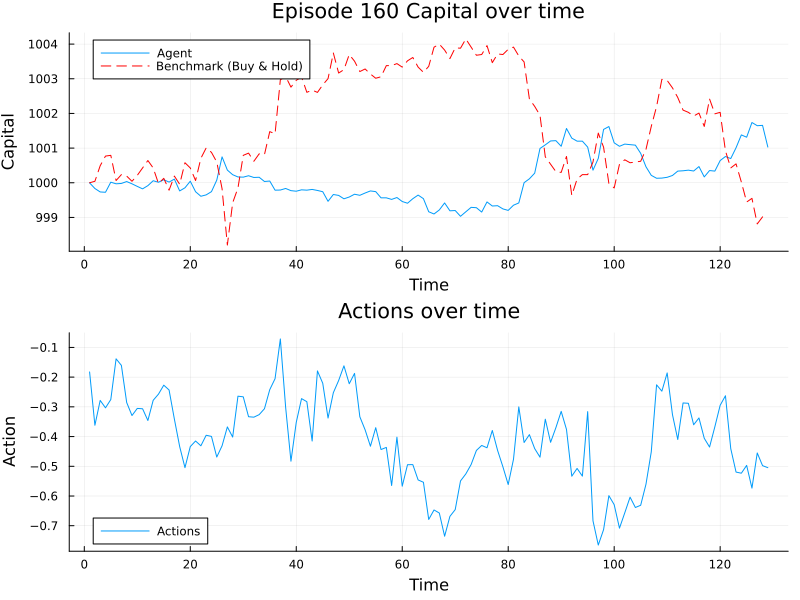 Episode 160 Capital over time
1004
1003
1002
1001
1000
999
Capital
Agent
Benchmark (Buy & Hold)
0 20 40 60 80 100 120
Time
Actions over time
−0.1
−0.2
−0.3
−0.4
−0.5
−0.6
−0.7
Action
Actions
0 20 40 60 80 100 120
Time